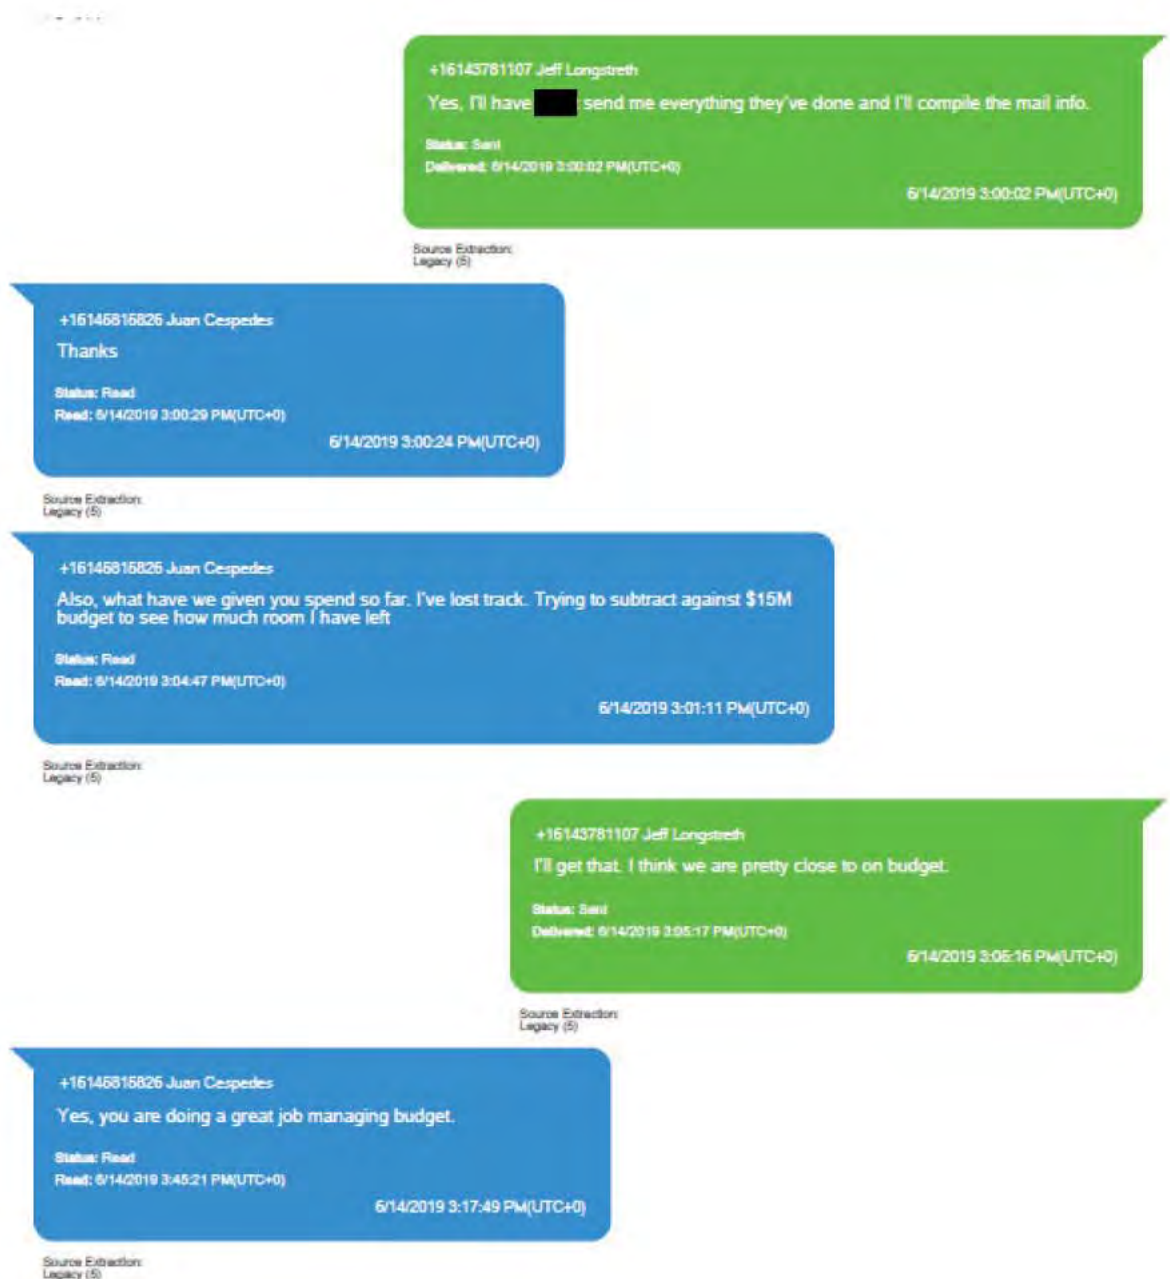 +16143781107 Jeff Longstreth
Yes, I'll have send me everything they've done and I'll compile the mail info.
Status: Sent
Delivered: 6/14/2019 3:00:02 PM(UTC+0)
6/14/2019 3:00:02 PM(UTC+0)
Source Extraction:
Legacy (5)
Juan Cespedes
Thanks
Status: Read
Read: 6/14/2019 3:00:29 PM(UTC+0)
6/14/2019 3:00:24 PM(UTC+0)
Source Extraction:
Legacy (5)
Juan Cespedes
Also, what have we given you spend so far. I've lost track. Trying to subtract against $15M
budget to see how much room I have left
Status: Read
Read: 6/14/2019 3:04:47 PM(UTC+0)
6/14/2019 3:01:11 PM(UTC+0)
Source Extraction:
Legacy (5)
+16143781107 Jeff Longstreth
I'll get that. I think we are pretty close to on budget.
Status: Sent
Delivered: 6/14/2019 3:05:17 PM(UTC+0)
6/14/2019 3:05:16 PM(UTC+0)
Source Extraction:
Legacy (5)
Juan Cespedes
Yes, you are doing a great job managing budget.
Status: Read
Read: 6/14/2019 3:45:21 PM(UTC+0)
6/14/2019 3:17:49 PM(UTC+0)
Source Extraction:
Legacy (5)